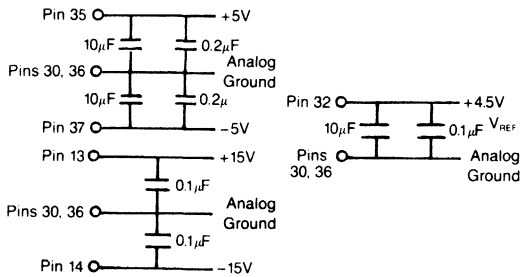 Pin 35
+5V
10µF
0.2µF
Pins 30, 36
Analog
Ground
10µF
0.2µ
Pin 37
−5V
Pin 13
+15V
0.1µF
Pins 30, 36
Analog
Ground
0.1µF
Pin 14
−15V
Pin 32
+4.5V
10µF
0.1µF
VREF
Pins
30, 36
Analog
Ground